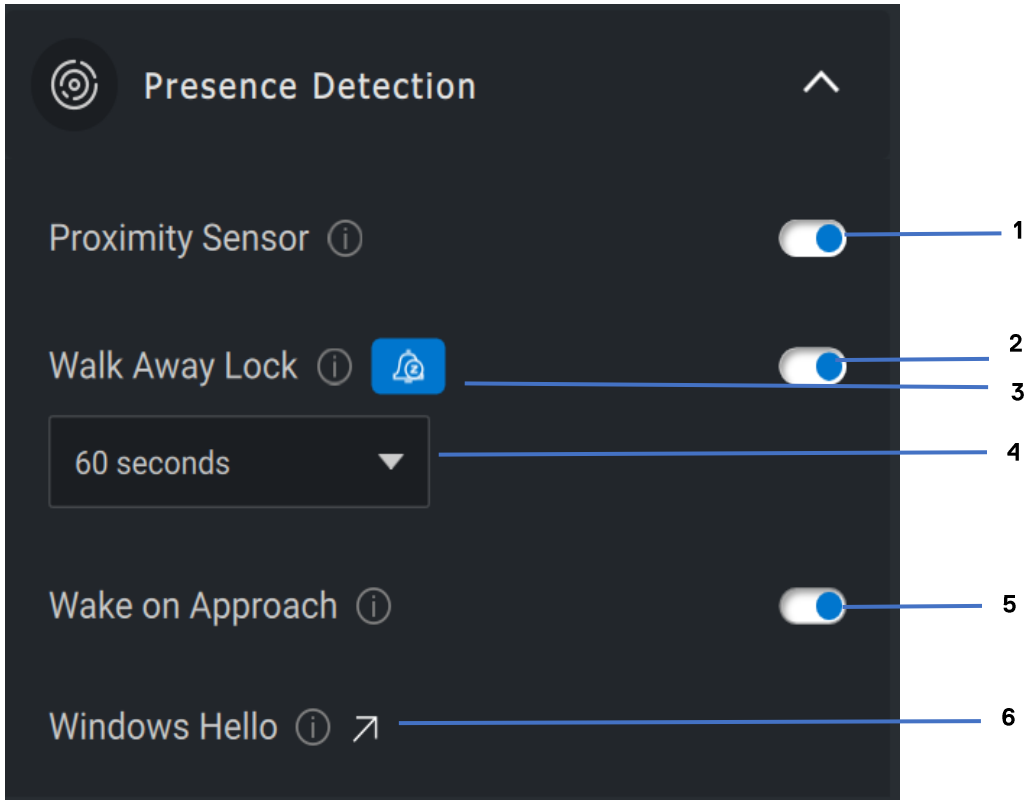 Presence Detection
Proximity Sensor
1
Walk Away Lock
2
3
60 seconds
4
Wake on Approach
5
Windows Hello
6